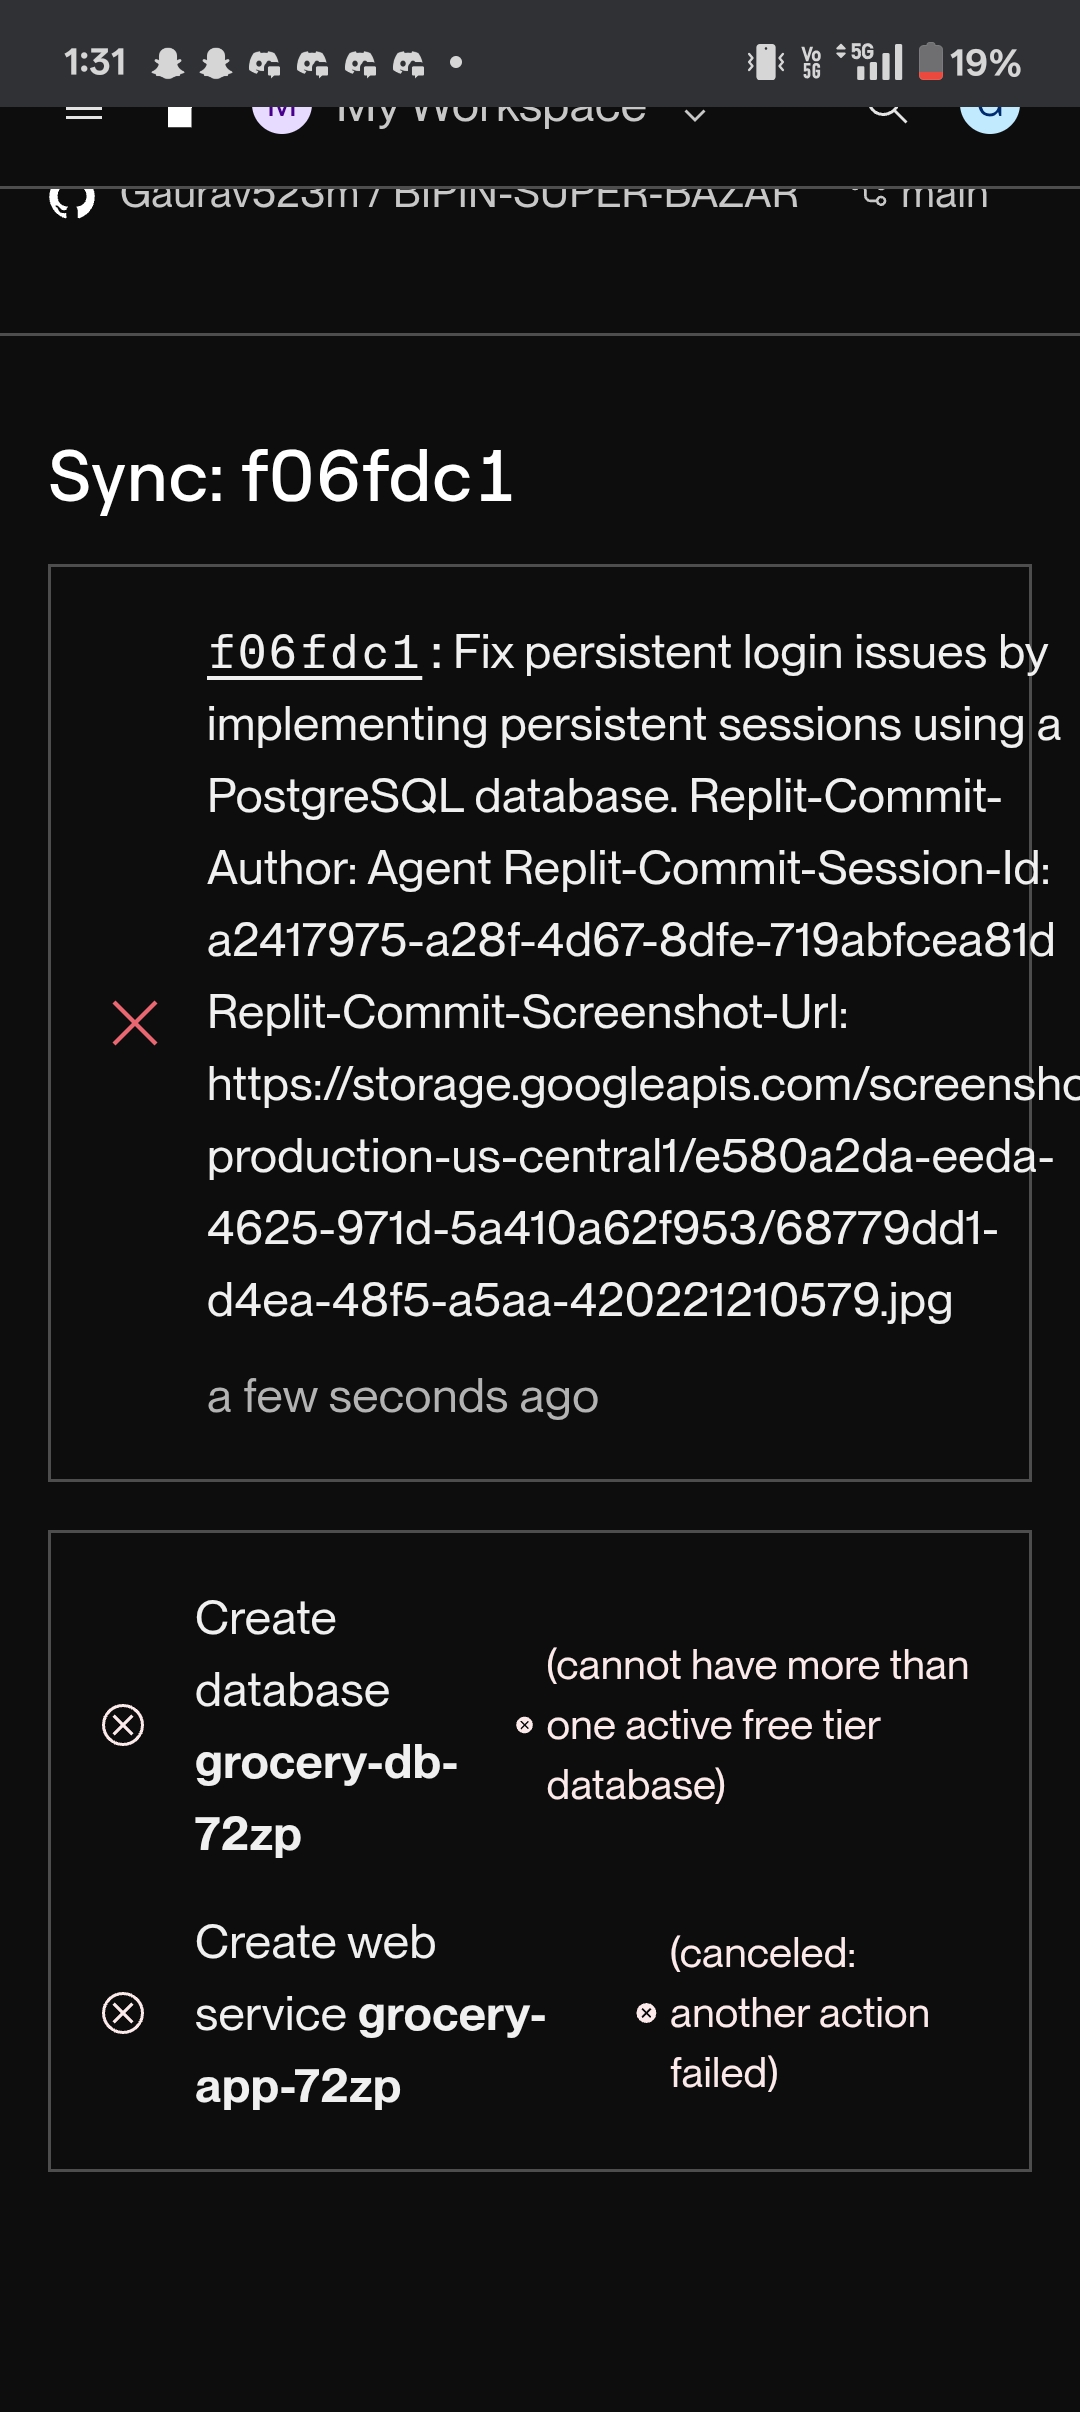 1:31
Vo 5G
5G
19%
M My Workspace G
Gaurav523m / BIPIN-SUPER-BAZAR main
Sync: f06fdc1
f06fdc1: Fix persistent login issues by
implementing persistent sessions using a
PostgreSQL database. Replit-Commit-
Author: Agent Replit-Commit-Session-Id:
a2417975-a28f-4d67-8dfe-719abfcea81d
Replit-Commit-Screenshot-Url:
https://storage.googleapis.com/screensho
production-us-central1/e580a2da-eeda-
4625-971d-5a410a62f953/68779dd1-
d4ea-48f5-a5aa-420221210579.jpg
a few seconds ago
Create
database
grocery-db-
72zp
(cannot have more than
one active free tier
database)
Create web
service grocery-
app-72zp
(canceled:
another action
failed)